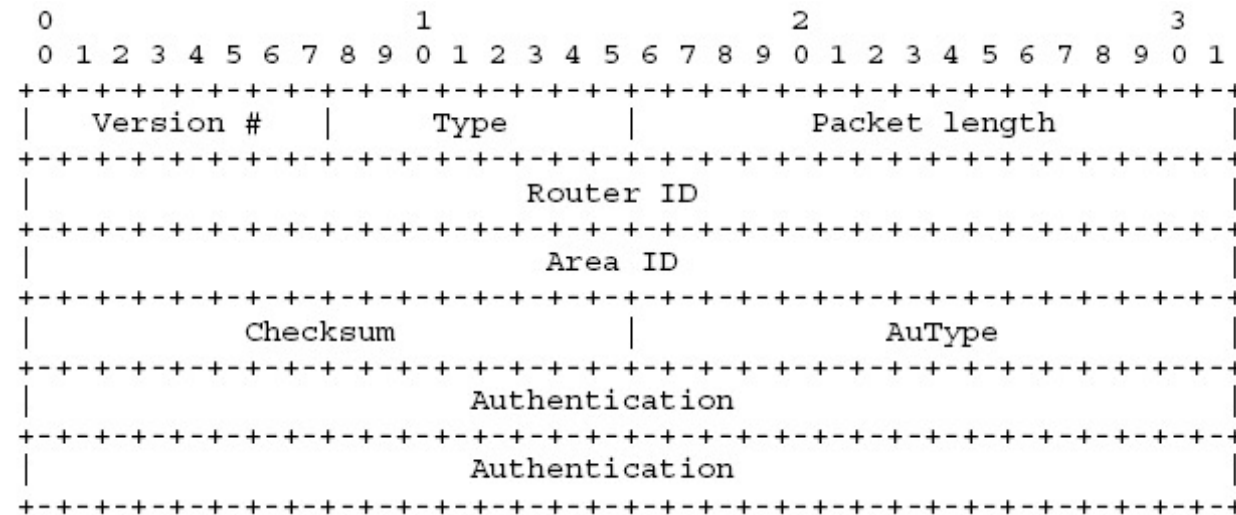 0                   1                   2                   3
0 1 2 3 4 5 6 7 8 9 0 1 2 3 4 5 6 7 8 9 0 1 2 3 4 5 6 7 8 9 0 1
+-+-+-+-+-+-+-+-+-+-+-+-+-+-+-+-+-+-+-+-+-+-+-+-+-+-+-+-+-+-+-+-+
|   Version #   |     Type      |         Packet length         |
+-+-+-+-+-+-+-+-+-+-+-+-+-+-+-+-+-+-+-+-+-+-+-+-+-+-+-+-+-+-+-+-+
|                          Router ID                            |
+-+-+-+-+-+-+-+-+-+-+-+-+-+-+-+-+-+-+-+-+-+-+-+-+-+-+-+-+-+-+-+-+
|                           Area ID                             |
+-+-+-+-+-+-+-+-+-+-+-+-+-+-+-+-+-+-+-+-+-+-+-+-+-+-+-+-+-+-+-+-+
|           Checksum            |             AuType            |
+-+-+-+-+-+-+-+-+-+-+-+-+-+-+-+-+-+-+-+-+-+-+-+-+-+-+-+-+-+-+-+-+
|                       Authentication                          |
+-+-+-+-+-+-+-+-+-+-+-+-+-+-+-+-+-+-+-+-+-+-+-+-+-+-+-+-+-+-+-+-+
|                       Authentication                          |
+-+-+-+-+-+-+-+-+-+-+-+-+-+-+-+-+-+-+-+-+-+-+-+-+-+-+-+-+-+-+-+-+